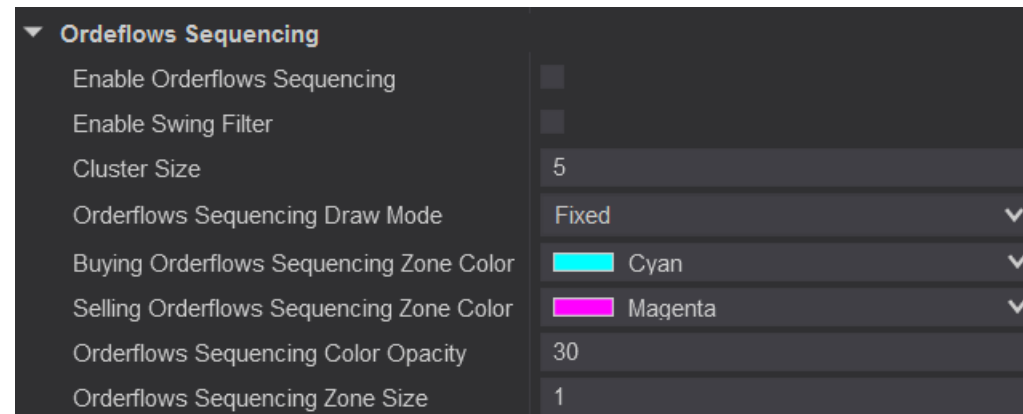 Ordeflows Sequencing
Enable Orderflows Sequencing
Enable Swing Filter
Cluster Size 5
Orderflows Sequencing Draw Mode Fixed
Buying Orderflows Sequencing Zone Color Cyan
Selling Orderflows Sequencing Zone Color Magenta
Orderflows Sequencing Color Opacity 30
Orderflows Sequencing Zone Size 1